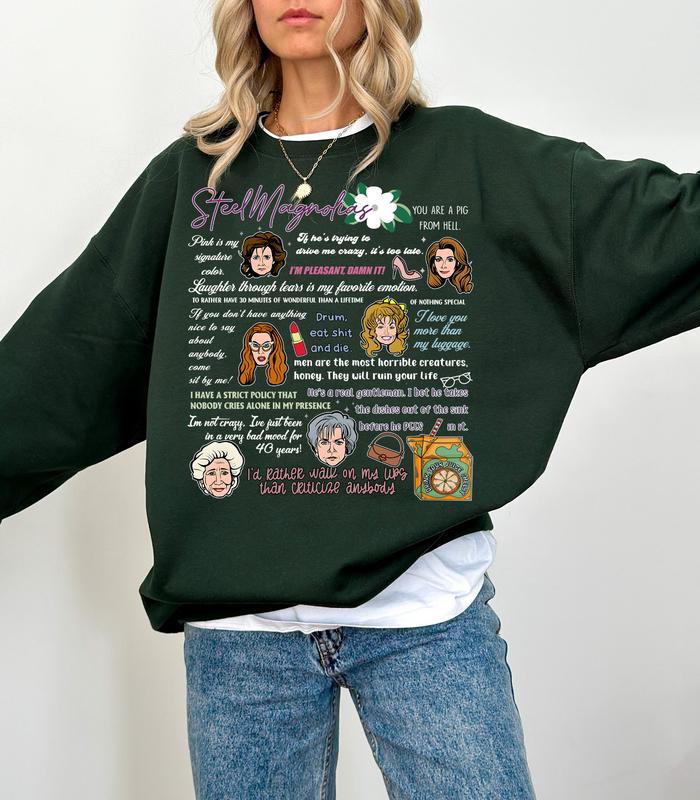 Steel Magnolias
YOU ARE A PIG
FROM HELL.
Pink is my
signature
color.
If he's trying to
drive me crazy, it's too late.
I'M PLEASANT, DAMN IT!
Laughter through tears is my favorite emotion.
TO RATHER HAVE 30 MINUTES OF WONDERFUL THAN A LIFETIME
OF NOTHING SPECIAL
If you don't have anything
nice to say
about
anybody,
come
sit by me!
Drum,
eat shit
and die.
I love you
more than
my luggage.
men are the most horrible creatures,
honey. They will ruin your life
I HAVE A STRICT POLICY THAT
NOBODY CRIES ALONE IN MY PRESENCE
He's a real gentleman. I bet he takes
the dishes out of the sink
before he PEES in it.
I'm not crazy. I've just been
in a very bad mood for
40 years!
I'd Rather walk on my Lips
than criticize anybody